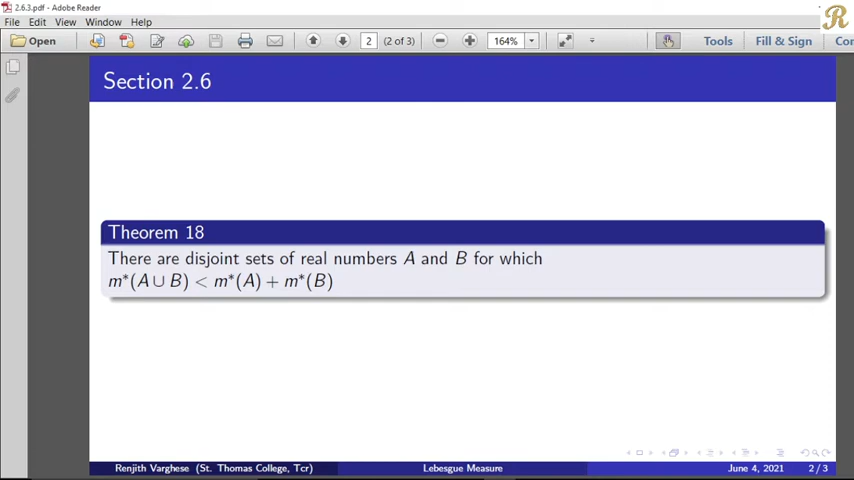 2.6.3.pdf - Adobe Reader
File Edit View Window Help
Open 2 (2 of 3) 164% Tools Fill & Sign Co
Section 2.6
Theorem 18
There are disjoint sets of real numbers A and B for which
m*(A ∪ B) < m*(A) + m*(B)
Renjith Varghese (St. Thomas College, Tcr) Lebesgue Measure June 4, 2021 2 / 3
R